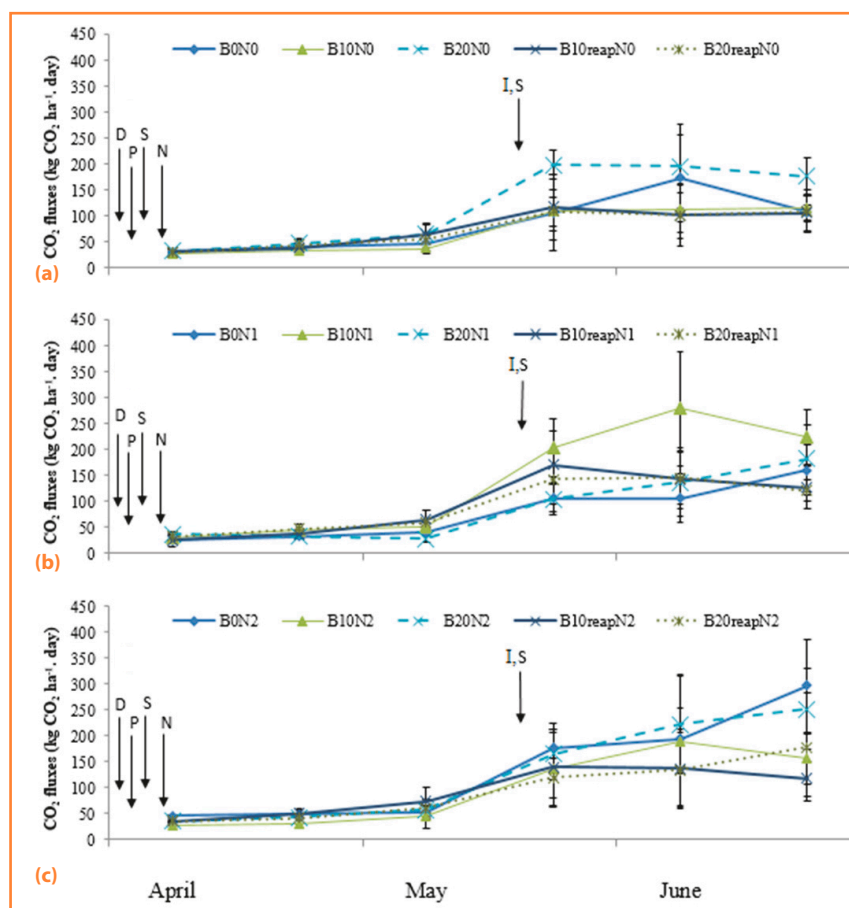 450
400
350
300
250
200
150
100
50
0
CO2 fluxes (kg CO2 ha-1. day)
B0N0 B10N0 B20N0 B10reapN0 B20reapN0
D P S N
I,S
(a)
450
400
350
300
250
200
150
100
50
0
CO2 fluxes (kg CO2 ha-1. day)
B0N1 B10N1 B20N1 B10reapN1 B20reapN1
D P S N
I,S
(b)
450
400
350
300
250
200
150
100
50
0
CO2 fluxes (kg CO2 ha-1. day)
B0N2 B10N2 B20N2 B10reapN2 B20reapN2
D P S N
I,S
(c)
April May June